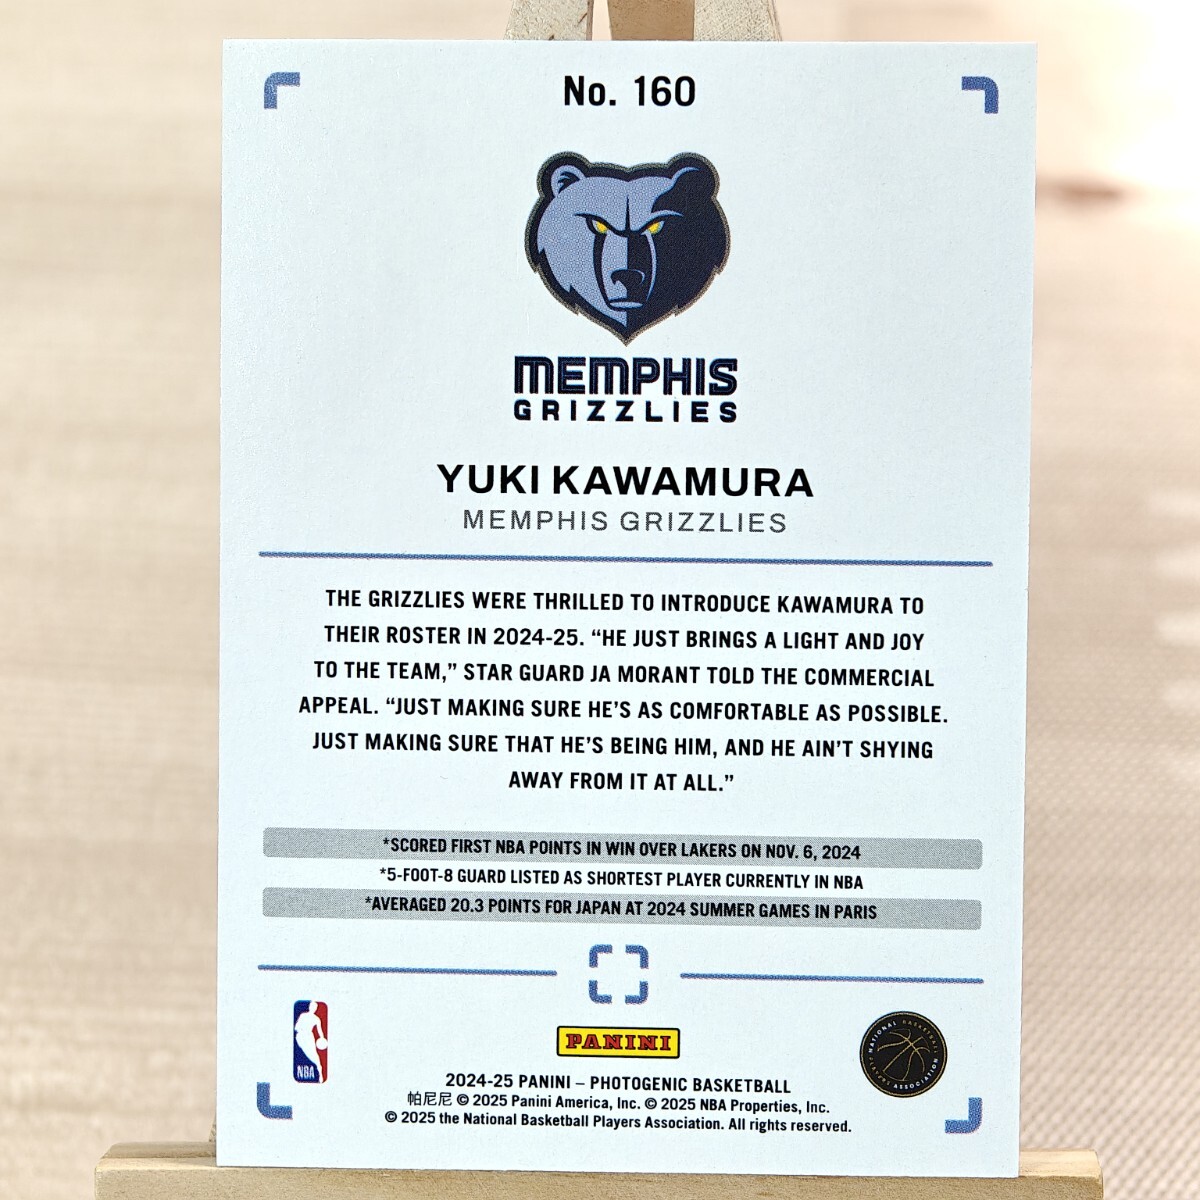 No. 160
MEMPHIS
GRIZZLIES
YUKI KAWAMURA
MEMPHIS GRIZZLIES
THE GRIZZLIES WERE THRILLED TO INTRODUCE KAWAMURA TO
THEIR ROSTER IN 2024-25. “HE JUST BRINGS A LIGHT AND JOY
TO THE TEAM,” STAR GUARD JA MORANT TOLD THE COMMERCIAL
APPEAL. “JUST MAKING SURE HE’S AS COMFORTABLE AS POSSIBLE.
JUST MAKING SURE THAT HE’S BEING HIM, AND HE AIN’T SHYING
AWAY FROM IT AT ALL.”
*SCORED FIRST NBA POINTS IN WIN OVER LAKERS ON NOV. 6, 2024
*5-FOOT-8 GUARD LISTED AS SHORTEST PLAYER CURRENTLY IN NBA
*AVERAGED 20.3 POINTS FOR JAPAN AT 2024 SUMMER GAMES IN PARIS
NBA
PANINI
NATIONAL BASKETBALL PLAYERS ASSOCIATION
2024-25 PANINI – PHOTOGENIC BASKETBALL
帕尼尼 © 2025 Panini America, Inc. © 2025 NBA Properties, Inc.
© 2025 the National Basketball Players Association. All rights reserved.